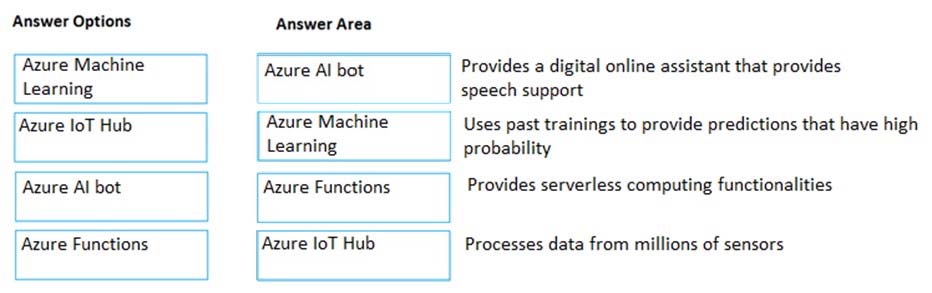 Answer Options
Answer Area
Azure Machine
Learning
Azure AI bot
Provides a digital online assistant that provides
speech support
Azure IoT Hub
Azure Machine
Learning
Uses past trainings to provide predictions that have high
probability
Azure AI bot
Azure Functions
Provides serverless computing functionalities
Azure Functions
Azure IoT Hub
Processes data from millions of sensors